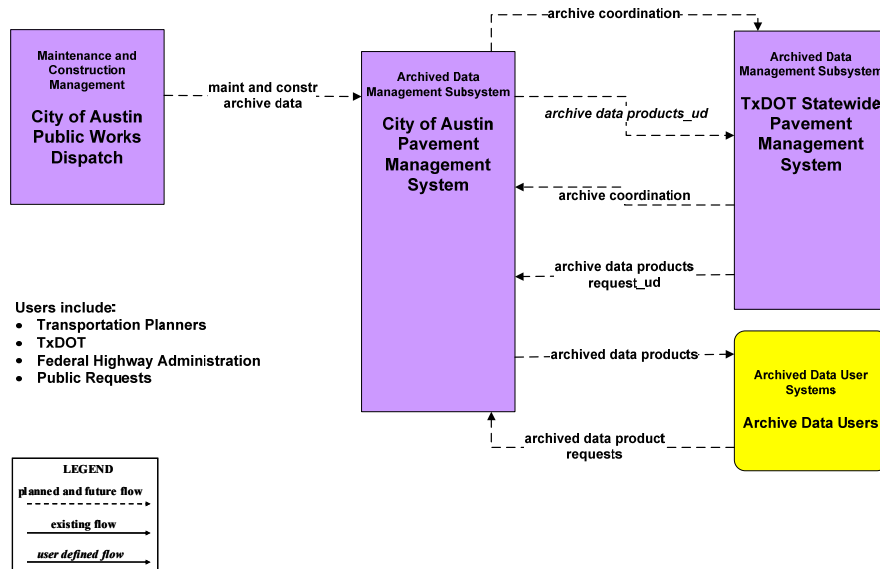 archive coordination
Maintenance and
Construction
Management
City of Austin
Public Works
Dispatch
maint and constr
archive data
Archived Data
Management Subsystem
City of Austin
Pavement
Management
System
archive data products_ud
Archived Data
Management Subsystem
TxDOT Statewide
Pavement
Management
System
archive coordination
archive data products
request_ud
Users include:
• Transportation Planners
• TxDOT
• Federal Highway Administration
• Public Requests
archived data products
Archived Data User
Systems
Archive Data Users
archived data product
requests
LEGEND
planned and future flow
existing flow
user defined flow